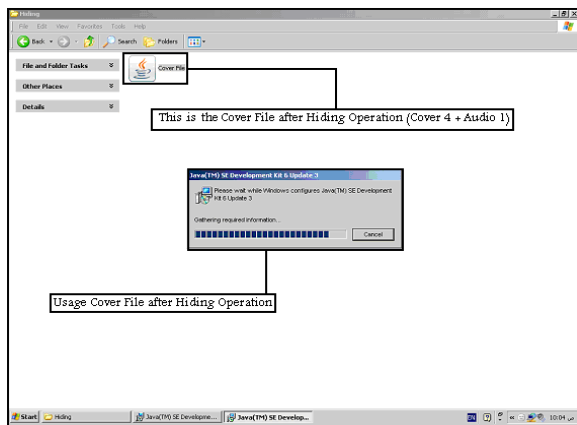 Hiding
File Edit View Favorites Tools Help
Back Search Folders
File and Folder Tasks
Other Places
Details
Cover File
This is the Cover File after Hiding Operation (Cover 4 + Audio 1)
Java(TM) SE Development Kit 6 Update 3
Please wait while Windows configures Java(TM) SE Development
Kit 6 Update 3
Gathering required information...
Cancel
Usage Cover File after Hiding Operation
Start Hiding Java(TM) SE Developme... Java(TM) SE Develop... EN 10:04 ص